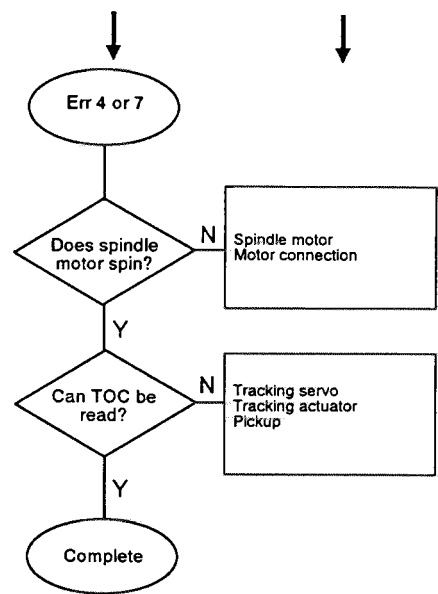 Err 4 or 7
Does spindle
motor spin?
N
Spindle motor
Motor connection
Y
Can TOC be
read?
N
Tracking servo
Tracking actuator
Pickup
Y
Complete